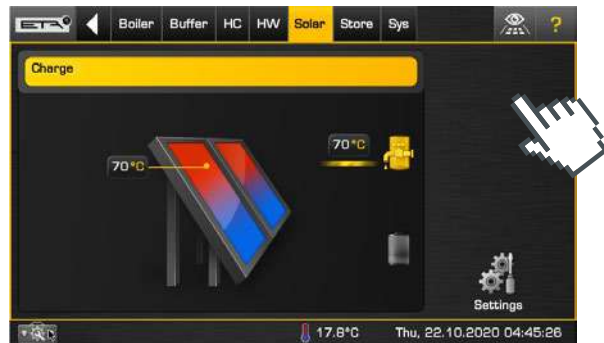 ETA Boiler Buffer HC HW Solar Store Sys ?
Charge
70°C
70°C
Settings
17.8°C Thu, 22.10.2020 04:45:26